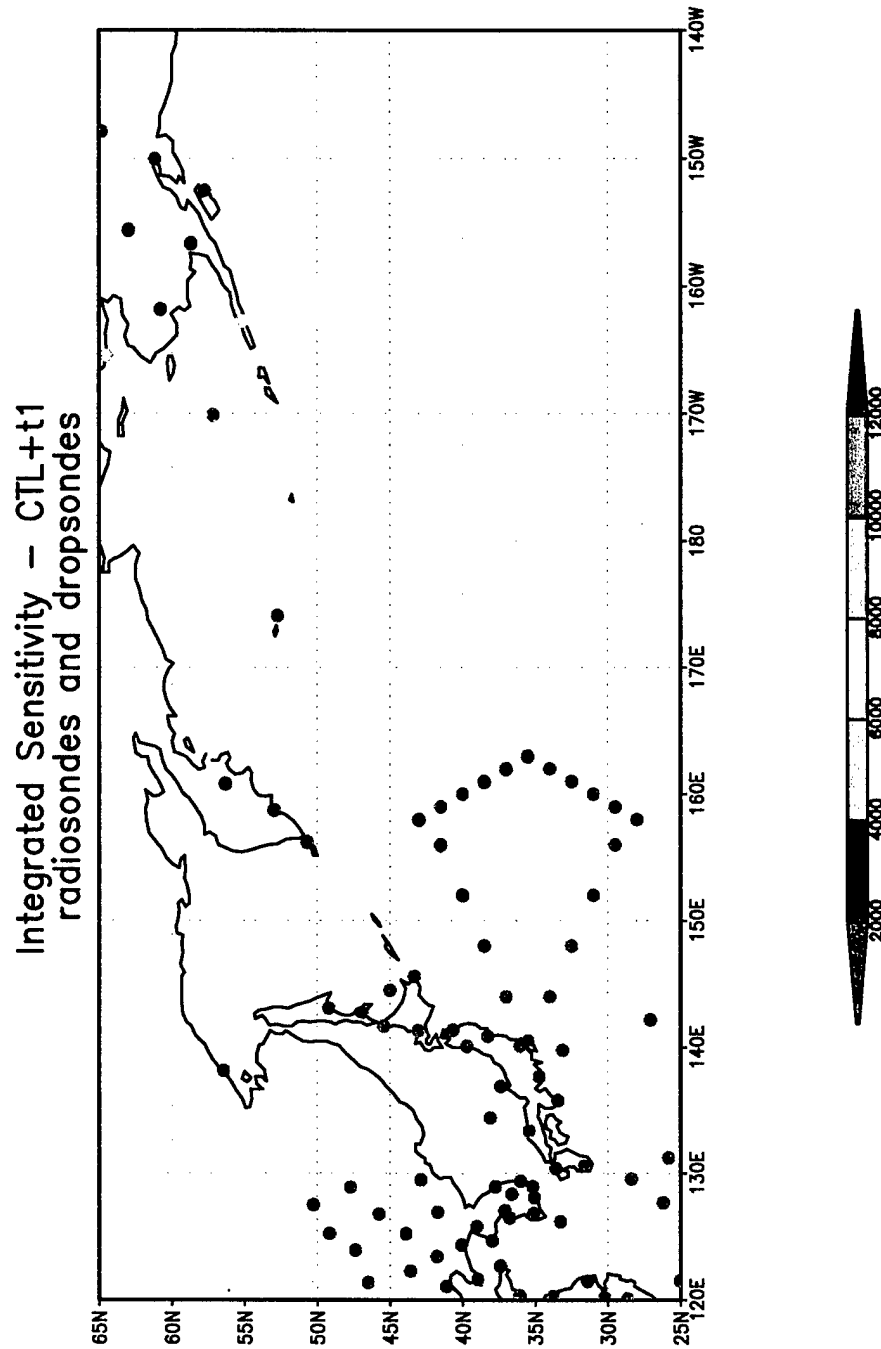 Integrated Sensitivity – CTL+t1
radiosondes and dropsondes
65N
60N
55N
50N
45N
40N
35N
30N
25N
120E
130E
140E
150E
160E
170E
180
170W
160W
150W
140W
2000
4000
6000
8000
10000
12000